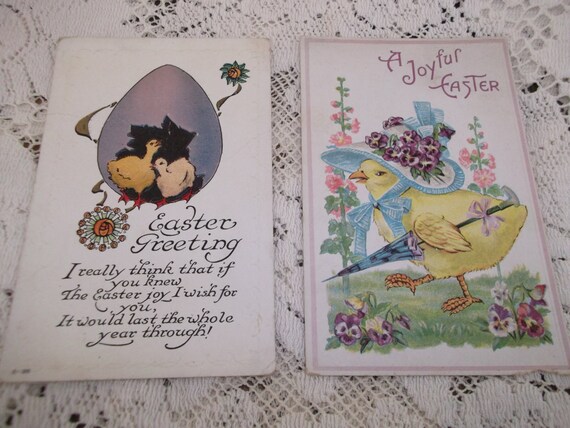 Easter
Greeting
I really think that if
you knew
The Easter joy I wish for
you,
It would last the whole
year through!
A Joyful
Easter